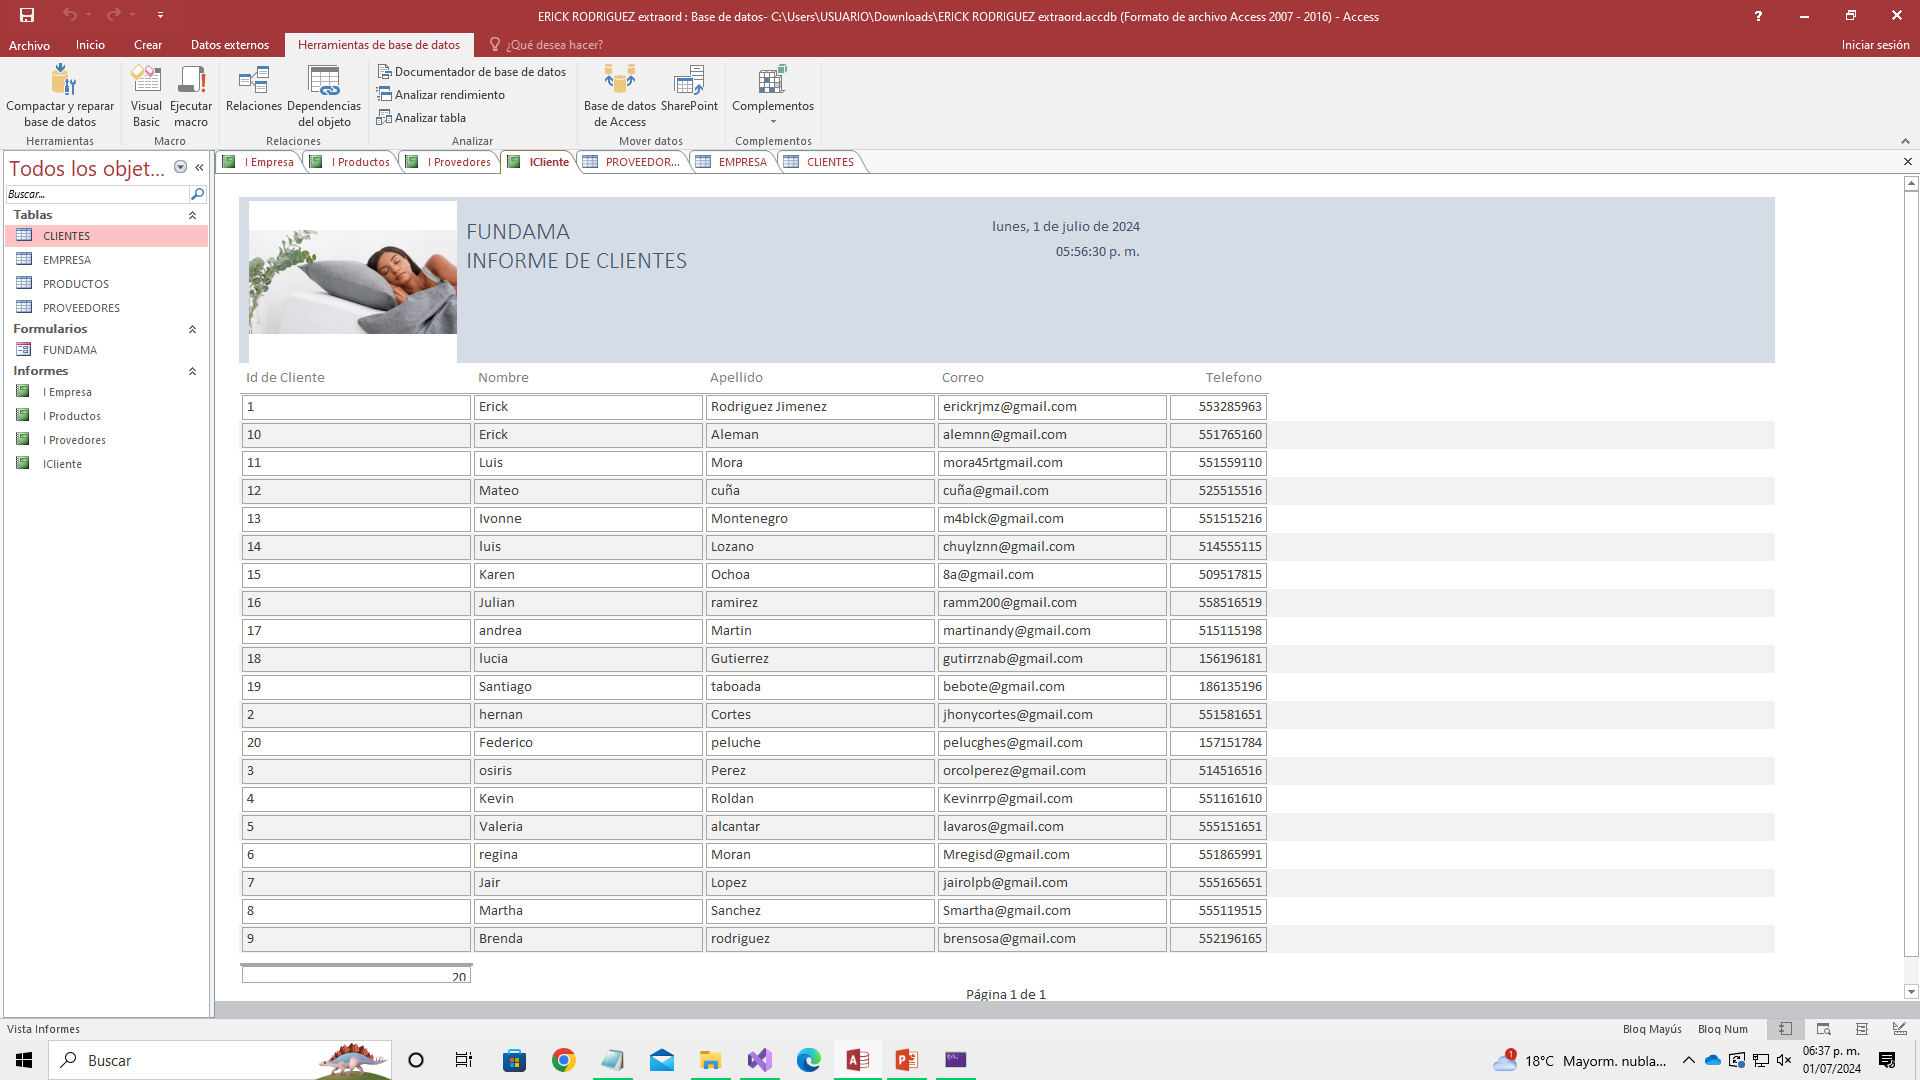 ERICK RODRIGUEZ extraord : Base de datos- C:\Users\USUARIO\Downloads\ERICK RODRIGUEZ extraord.accdb (Formato de archivo Access 2007 - 2016) - Access
Archivo Inicio Crear Datos externos Herramientas de base de datos ¿Qué desea hacer? Iniciar sesión
Compactar y reparar base de datos
Herramientas
Visual Basic
Ejecutar macro
Macro
Relaciones
Dependencias del objeto
Relaciones
Documentador de base de datos
Analizar rendimiento
Analizar tabla
Analizar
Base de datos de Access
SharePoint
Mover datos
Complementos
Complementos
Todos los objet...
Buscar...
Tablas
CLIENTES
EMPRESA
PRODUCTOS
PROVEEDORES
Formularios
FUNDAMA
Informes
I Empresa
I Productos
I Provedores
ICliente
I Empresa I Productos I Provedores ICliente PROVEEDOR... EMPRESA CLIENTES
FUNDAMA
INFORME DE CLIENTES
lunes, 1 de julio de 2024
05:56:30 p. m.
Id de Cliente Nombre Apellido Correo Telefono
1 Erick Rodriguez Jimenez erickrjmz@gmail.com 553285963
10 Erick Aleman alemnn@gmail.com 551765160
11 Luis Mora mora45rtgmail.com 551559110
12 Mateo cuña cuña@gmail.com 525515516
13 Ivonne Montenegro m4blck@gmail.com 551515216
14 luis Lozano chuylznn@gmail.com 514555115
15 Karen Ochoa 8a@gmail.com 509517815
16 Julian ramirez ramm200@gmail.com 558516519
17 andrea Martin martinandy@gmail.com 515115198
18 lucia Gutierrez gutirrznab@gmail.com 156196181
19 Santiago taboada bebote@gmail.com 186135196
2 hernan Cortes jhonycortes@gmail.com 551581651
20 Federico peluche pelucghes@gmail.com 157151784
3 osiris Perez orcolperez@gmail.com 514516516
4 Kevin Roldan Kevinrrp@gmail.com 551161610
5 Valeria alcantar lavaros@gmail.com 555151651
6 regina Moran Mregisd@gmail.com 551865991
7 Jair Lopez jairolpb@gmail.com 555165651
8 Martha Sanchez Smartha@gmail.com 555119515
9 Brenda rodriguez brensosa@gmail.com 552196165
20
Página 1 de 1
Vista Informes Bloq Mayús Bloq Num
Buscar
1 18°C Mayorm. nubla...
06:37 p. m.
01/07/2024